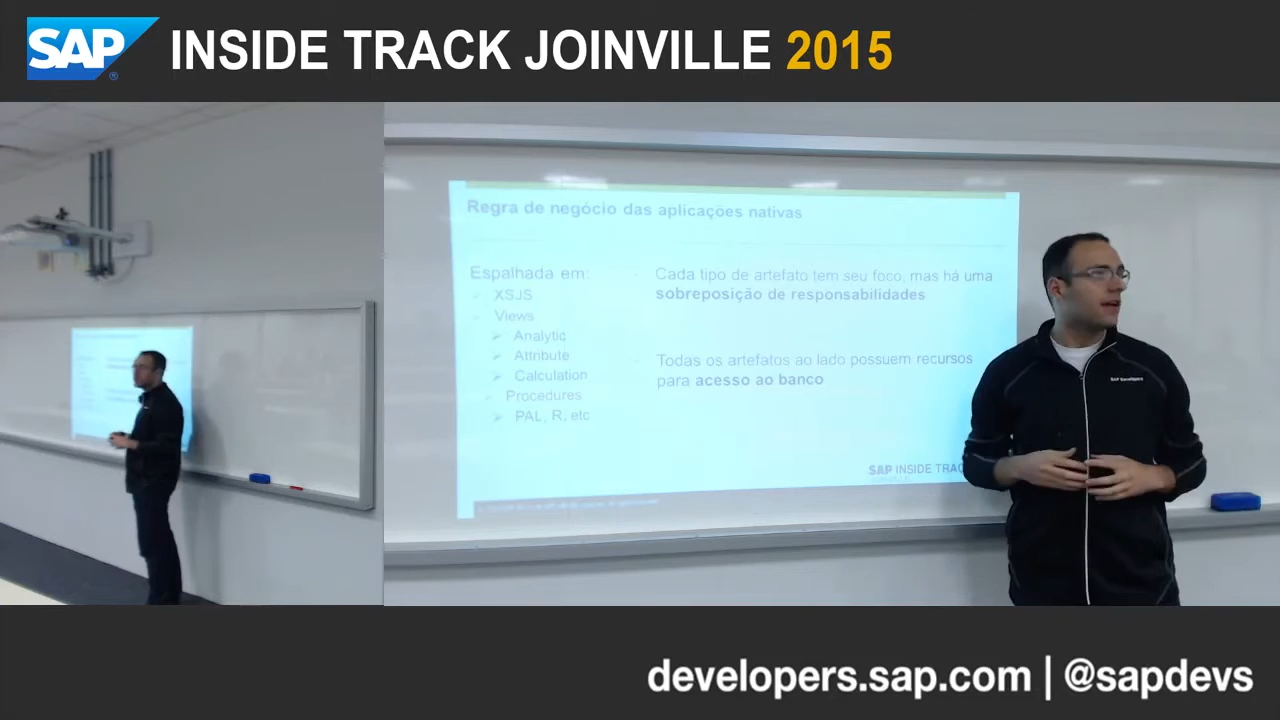 SAP INSIDE TRACK JOINVILLE 2015
Regra de negócio das aplicações nativas
Espalhada em:
XSJS
Views
Analytic
Attribute
Calculation
Procedures
PAL, R, etc
Cada tipo de artefato tem seu foco, mas há uma
sobreposição de responsabilidades
Todas os artefatos ao lado possuem recursos
para acesso ao banco
SAP INSIDE TRAC
SAP Developers
developers.sap.com | @sapdevs